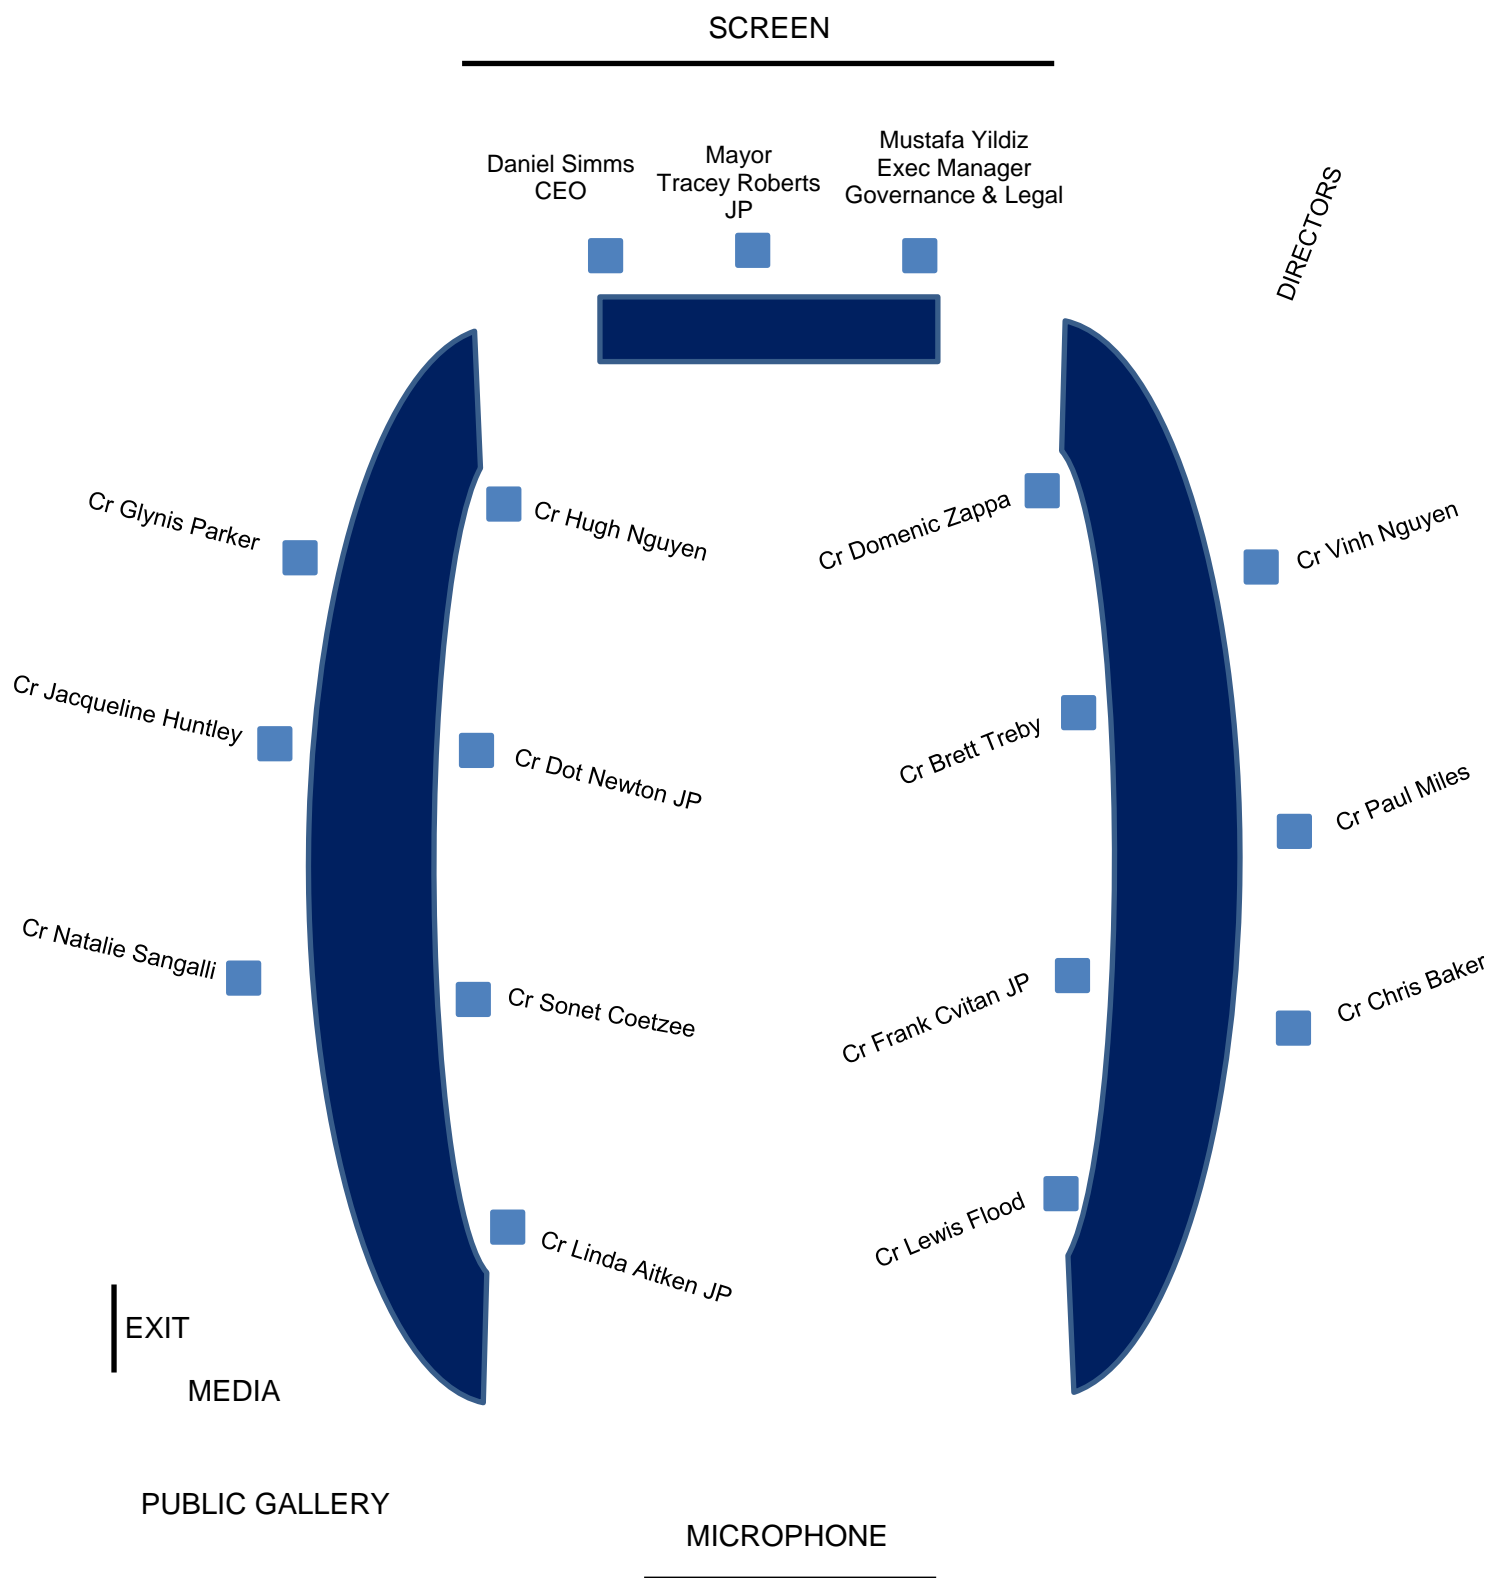 SCREEN
Daniel Simms
CEO
Mayor
Tracey Roberts
JP
Mustafa Yildiz
Exec Manager
Governance & Legal
DIRECTORS
Cr Glynis Parker
Cr Hugh Nguyen
Cr Domenic Zappa
Cr Vinh Nguyen
Cr Jacqueline Huntley
Cr Dot Newton JP
Cr Brett Treby
Cr Paul Miles
Cr Natalie Sangalli
Cr Sonet Coetzee
Cr Frank Cvitan JP
Cr Chris Baker
Cr Linda Aitken JP
Cr Lewis Flood
EXIT
MEDIA
PUBLIC GALLERY
MICROPHONE